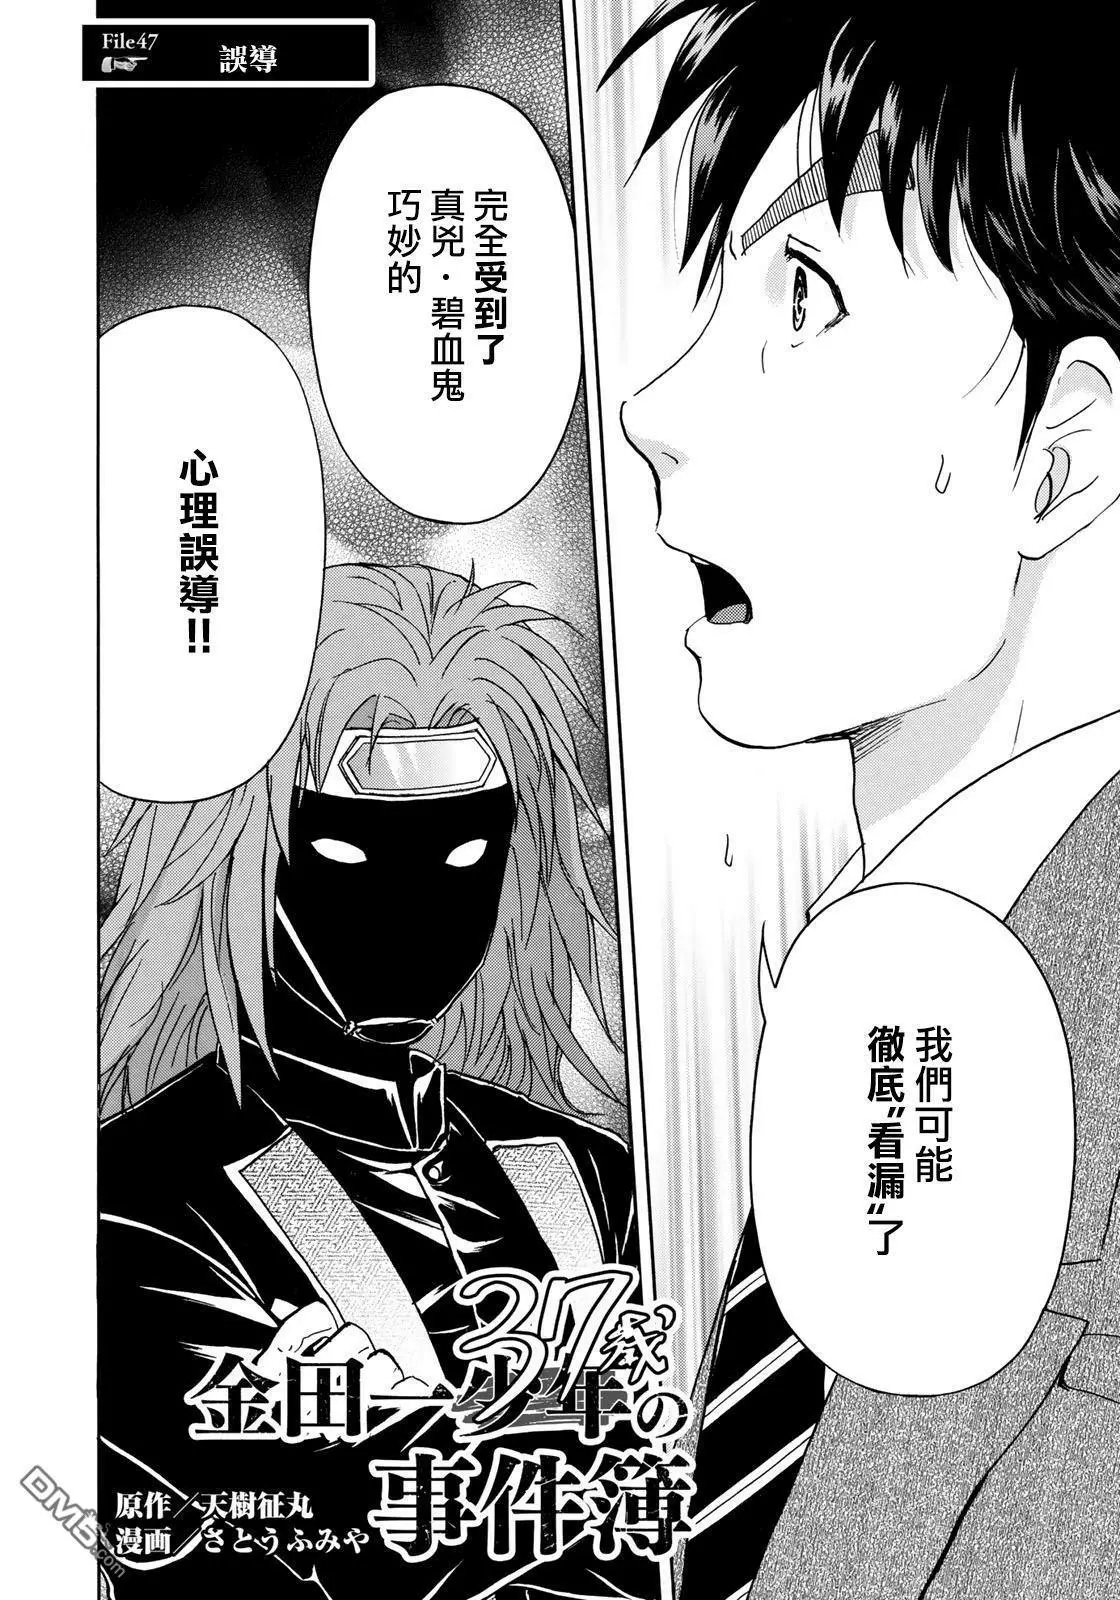 File47
誤導
我們可能
徹底"看漏"了
完全受到了
真兇・碧血鬼
巧妙的
心理誤導!!
37歲
金田一少年の
事件簿
原作／天樹征丸
漫画／さとうふみや
DM5.com